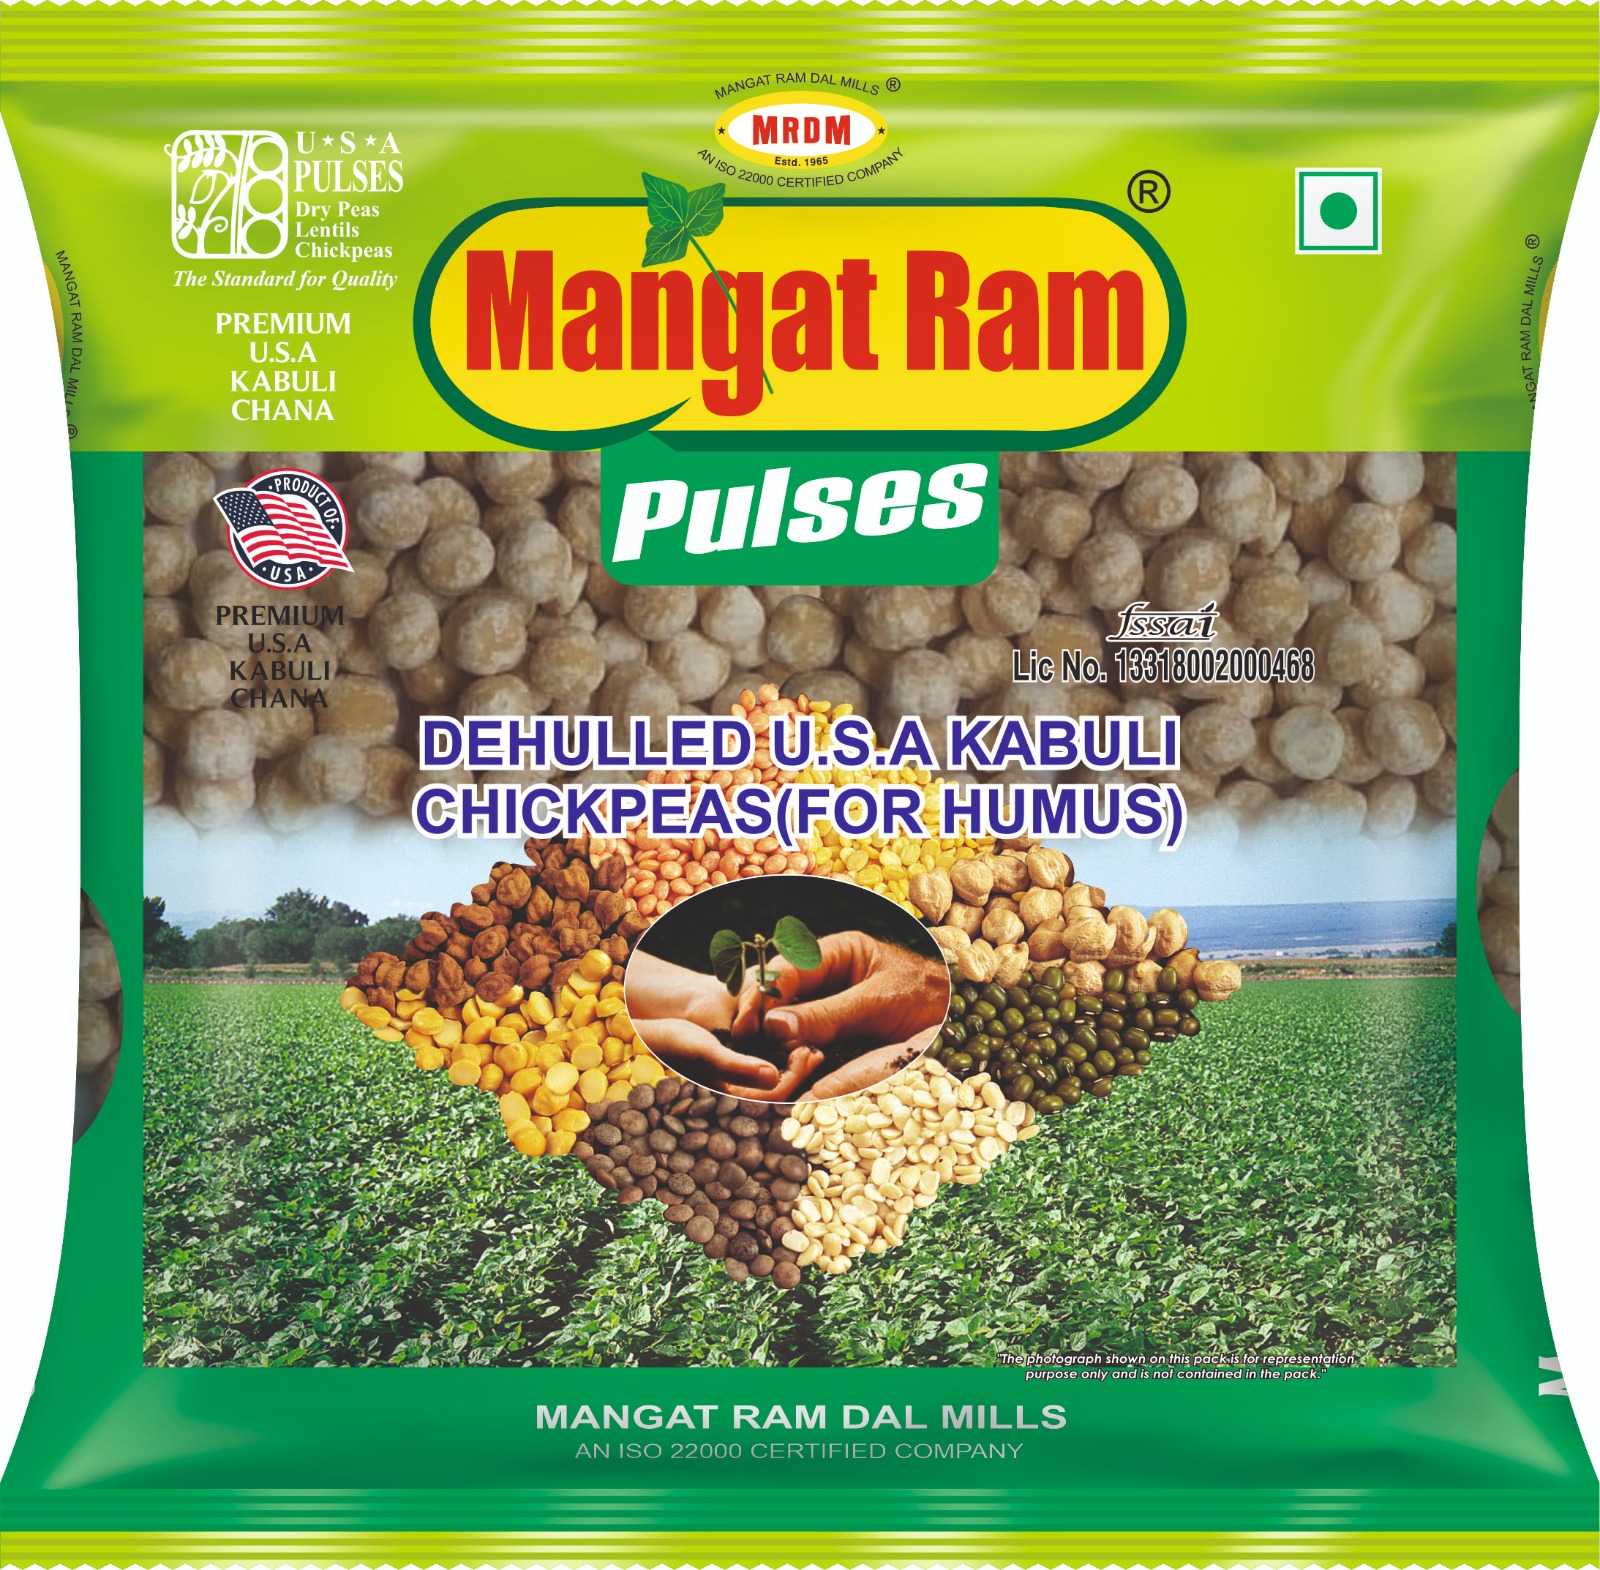 MANGAT RAM DAL MILLS ®
MRDM
Estd. 1965
AN ISO 22000 CERTIFIED COMPANY
U★S★A
PULSES
Dry Peas
Lentils
Chickpeas
The Standard for Quality
PREMIUM
U.S.A
KABULI
CHANA
®
Mangat Ram
Pulses
MANGAT RAM DAL MILLS ®
NGAT RAM DAL MILLS ®
·PRODUCT OF·
·USA·
PREMIUM
U.S.A
KABULI
CHANA
fssai
Lic No. 13318002000468
DEHULLED U.S.A KABULI
CHICKPEAS(FOR HUMUS)
"The photograph shown on this pack is for representation
purpose only and is not contained in the pack."
MANGAT RAM DAL MILLS
AN ISO 22000 CERTIFIED COMPANY